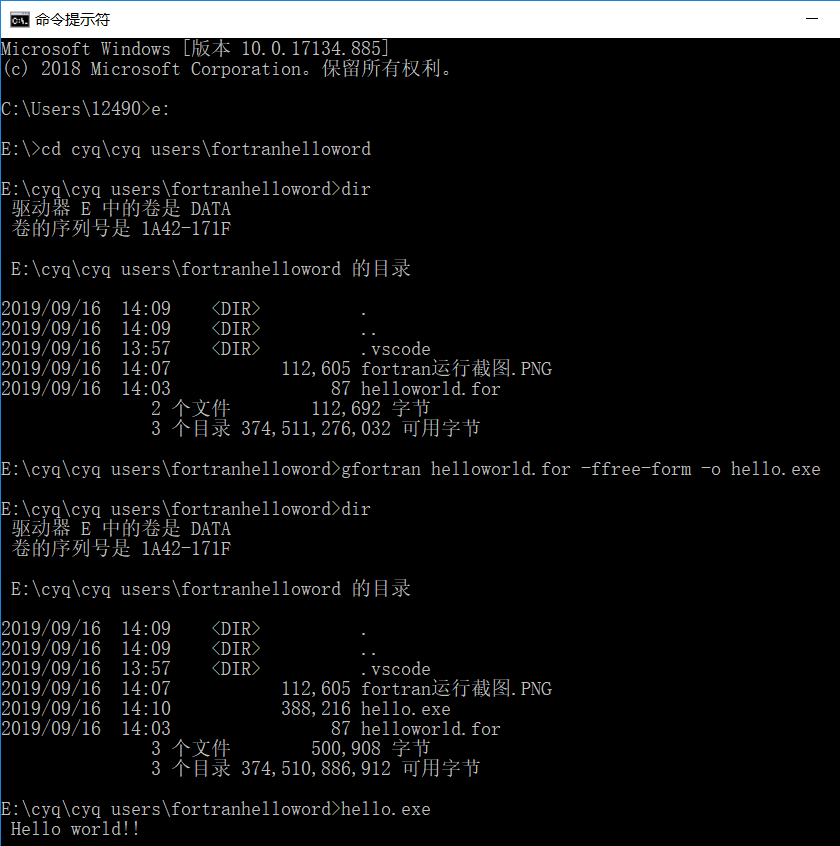 命令提示符
Microsoft Windows [版本 10.0.17134.885]
(c) 2018 Microsoft Corporation。保留所有权利。
C:\Users\12490>e:
E:\>cd cyq\cyq users\fortranhelloword
E:\cyq\cyq users\fortranhelloword>dir
驱动器 E 中的卷是 DATA
卷的序列号是 1A42-171F
E:\cyq\cyq users\fortranhelloword 的目录
2019/09/16  14:09    <DIR>          .
2019/09/16  14:09    <DIR>          ..
2019/09/16  13:57    <DIR>          .vscode
2019/09/16  14:07           112,605 fortran运行截图.PNG
2019/09/16  14:03                87 helloworld.for
2 个文件        112,692 字节
3 个目录 374,511,276,032 可用字节
E:\cyq\cyq users\fortranhelloword>gfortran helloworld.for -ffree-form -o hello.exe
E:\cyq\cyq users\fortranhelloword>dir
驱动器 E 中的卷是 DATA
卷的序列号是 1A42-171F
E:\cyq\cyq users\fortranhelloword 的目录
2019/09/16  14:09    <DIR>          .
2019/09/16  14:09    <DIR>          ..
2019/09/16  13:57    <DIR>          .vscode
2019/09/16  14:07           112,605 fortran运行截图.PNG
2019/09/16  14:10           388,216 hello.exe
2019/09/16  14:03                87 helloworld.for
3 个文件        500,908 字节
3 个目录 374,510,886,912 可用字节
E:\cyq\cyq users\fortranhelloword>hello.exe
Hello world!!